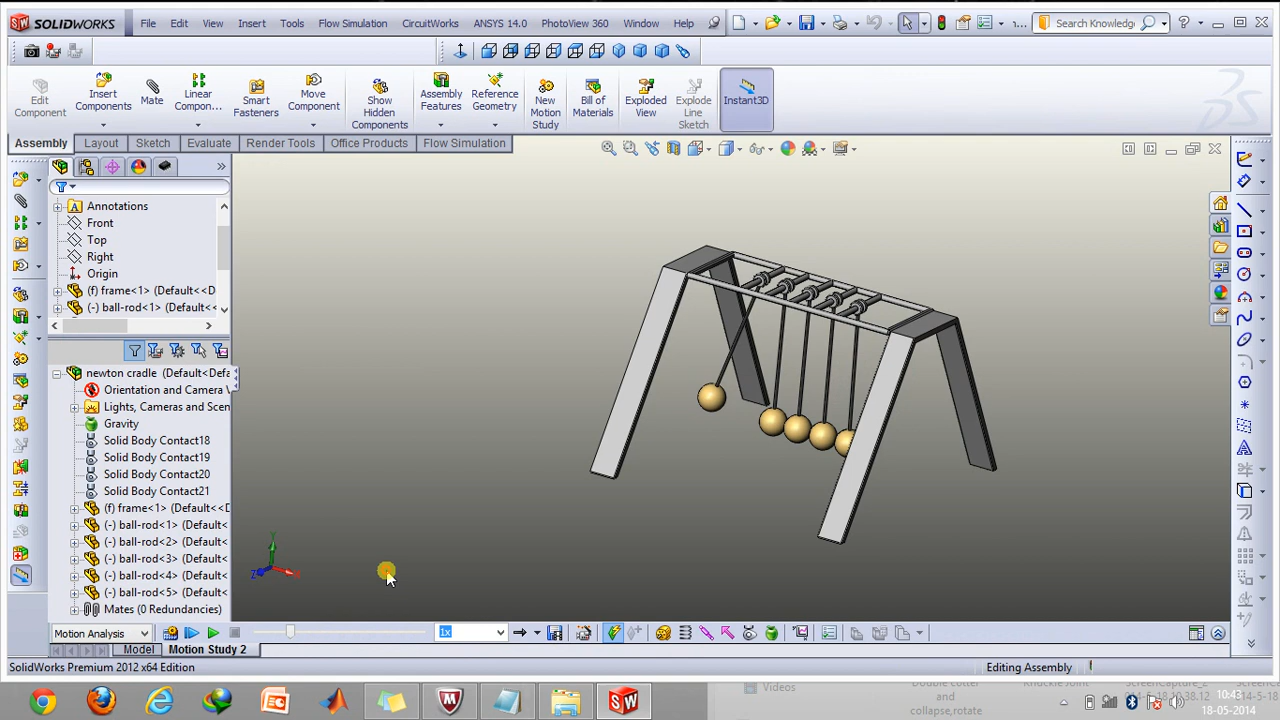 SOLIDWORKS File Edit View Insert Tools Flow Simulation CircuitWorks ANSYS 14.0 PhotoView 360 Window Help Search Knowledge
Edit Component
Insert Components
Mate
Linear Compon...
Smart Fasteners
Move Component
Show Hidden Components
Assembly Features
Reference Geometry
New Motion Study
Bill of Materials
Exploded View
Explode Line Sketch
Instant3D
Assembly Layout Sketch Evaluate Render Tools Office Products Flow Simulation
Annotations
Front
Top
Right
Origin
(f) frame<1> (Default<<D
(-) ball-rod<1> (Default<<
newton cradle (Default<Defa
Orientation and Camera V
Lights, Cameras and Scen
Gravity
Solid Body Contact18
Solid Body Contact19
Solid Body Contact20
Solid Body Contact21
(f) frame<1> (Default<<D
(-) ball-rod<1> (Default<
(-) ball-rod<2> (Default<
(-) ball-rod<3> (Default<
(-) ball-rod<4> (Default<
(-) ball-rod<5> (Default<
Mates (0 Redundancies)
Motion Analysis 1x
Model Motion Study 2
SolidWorks Premium 2012 x64 Edition Editing Assembly
Videos
and
collapse,rotate
18-05-2014